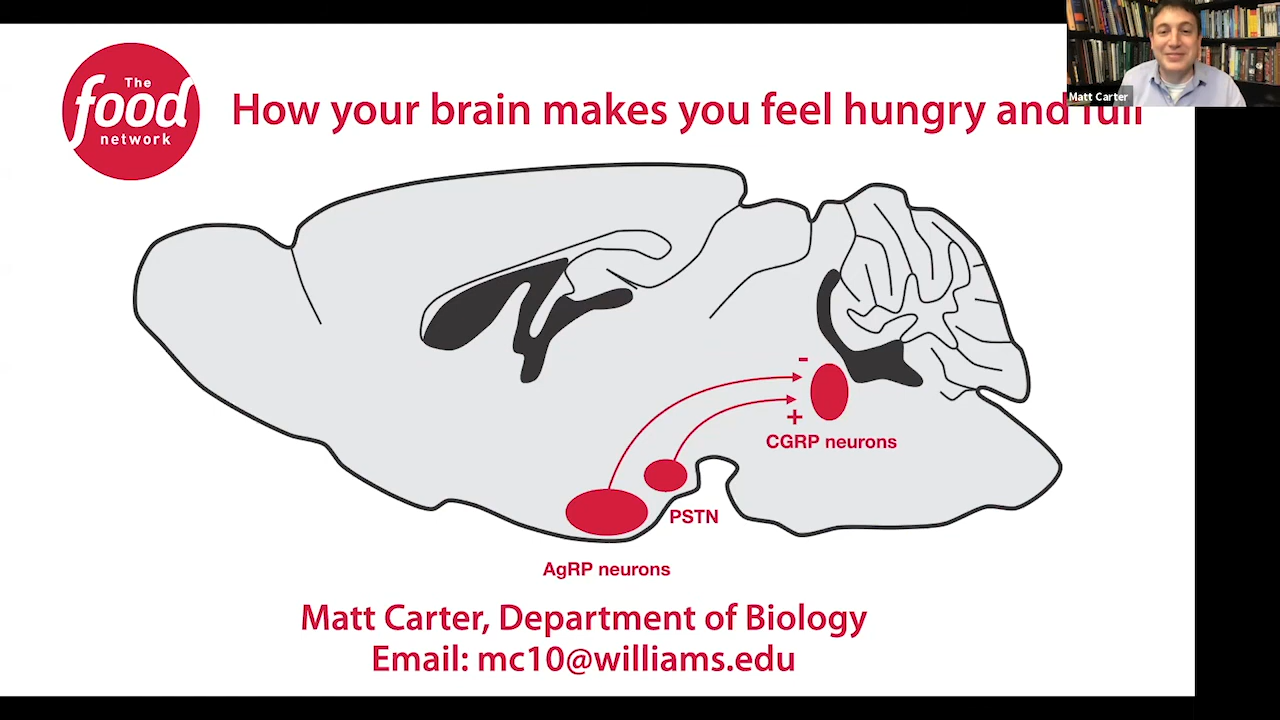 The
food
network
How your brain makes you feel hungry and full
Matt Carter
-
+
CGRP neurons
PSTN
AgRP neurons
Matt Carter, Department of Biology
Email: mc10@williams.edu